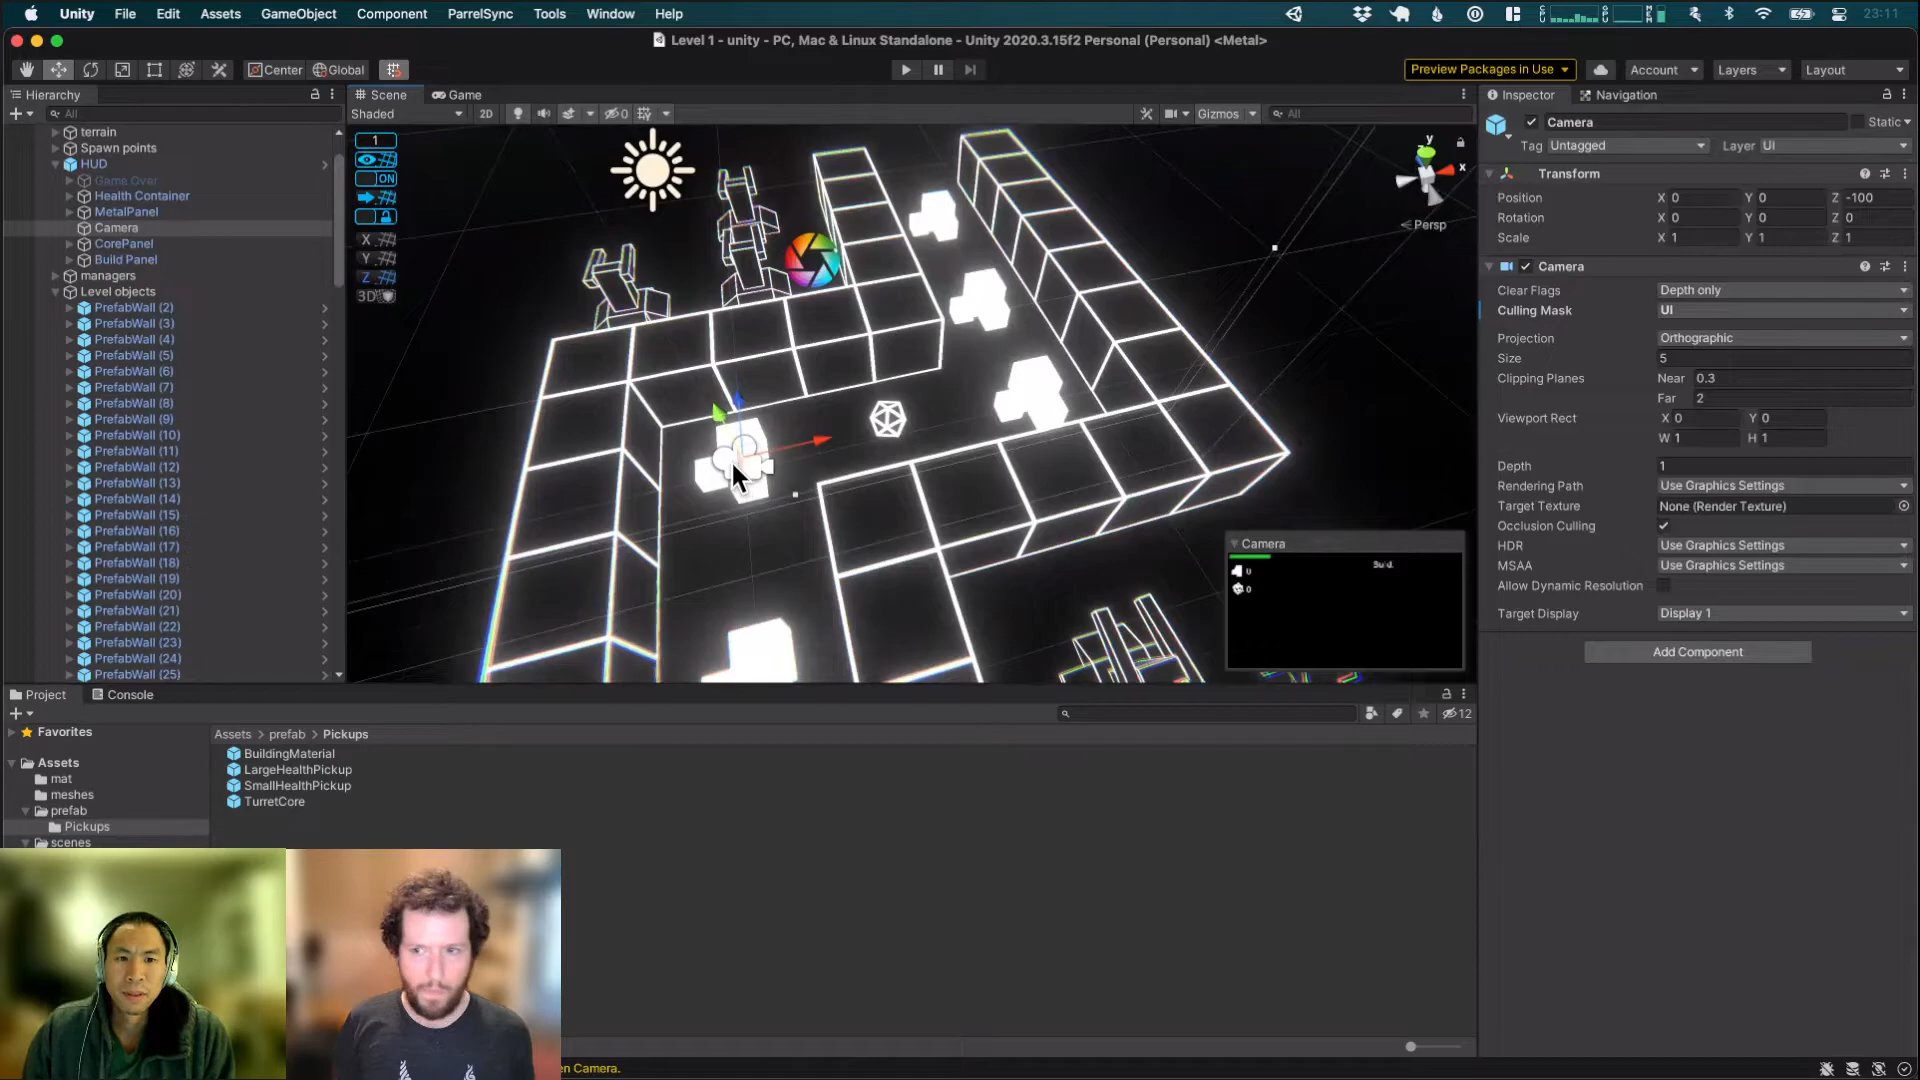 Unity File Edit Assets GameObject Component ParrelSync Tools Window Help 23:11
Level 1 - unity - PC, Mac & Linux Standalone - Unity 2020.3.15f2 Personal (Personal) <Metal>
Center Global Preview Packages in Use Account Layers Layout
Hierarchy
All
terrain
Spawn points
HUD
Game Over
Health Container
MetalPanel
Camera
CorePanel
Build Panel
managers
Level objects
PrefabWall (2)
PrefabWall (3)
PrefabWall (4)
PrefabWall (5)
PrefabWall (6)
PrefabWall (7)
PrefabWall (8)
PrefabWall (9)
PrefabWall (10)
PrefabWall (11)
PrefabWall (12)
PrefabWall (13)
PrefabWall (14)
PrefabWall (15)
PrefabWall (16)
PrefabWall (17)
PrefabWall (18)
PrefabWall (19)
PrefabWall (20)
PrefabWall (21)
PrefabWall (22)
PrefabWall (23)
PrefabWall (24)
PrefabWall (25)
Scene Game
Shaded 2D 0 Gizmos All
1
ON
X
Y
Z
3D
y
x
Persp
Camera
0
0
Build
Inspector Navigation
Camera Static
Tag Untagged Layer UI
Transform
Position X 0 Y 0 Z -100
Rotation X 0 Y 0 Z 0
Scale X 1 Y 1 Z 1
Camera
Clear Flags Depth only
Culling Mask UI
Projection Orthographic
Size 5
Clipping Planes Near 0.3
Far 2
Viewport Rect X 0 Y 0
W 1 H 1
Depth 1
Rendering Path Use Graphics Settings
Target Texture None (Render Texture)
Occlusion Culling
HDR Use Graphics Settings
MSAA Use Graphics Settings
Allow Dynamic Resolution
Target Display Display 1
Add Component
Project Console
12
Favorites
Assets
mat
meshes
prefab
Pickups
scenes
Assets > prefab > Pickups
BuildingMaterial
LargeHealthPickup
SmallHealthPickup
TurretCore
en Camera.